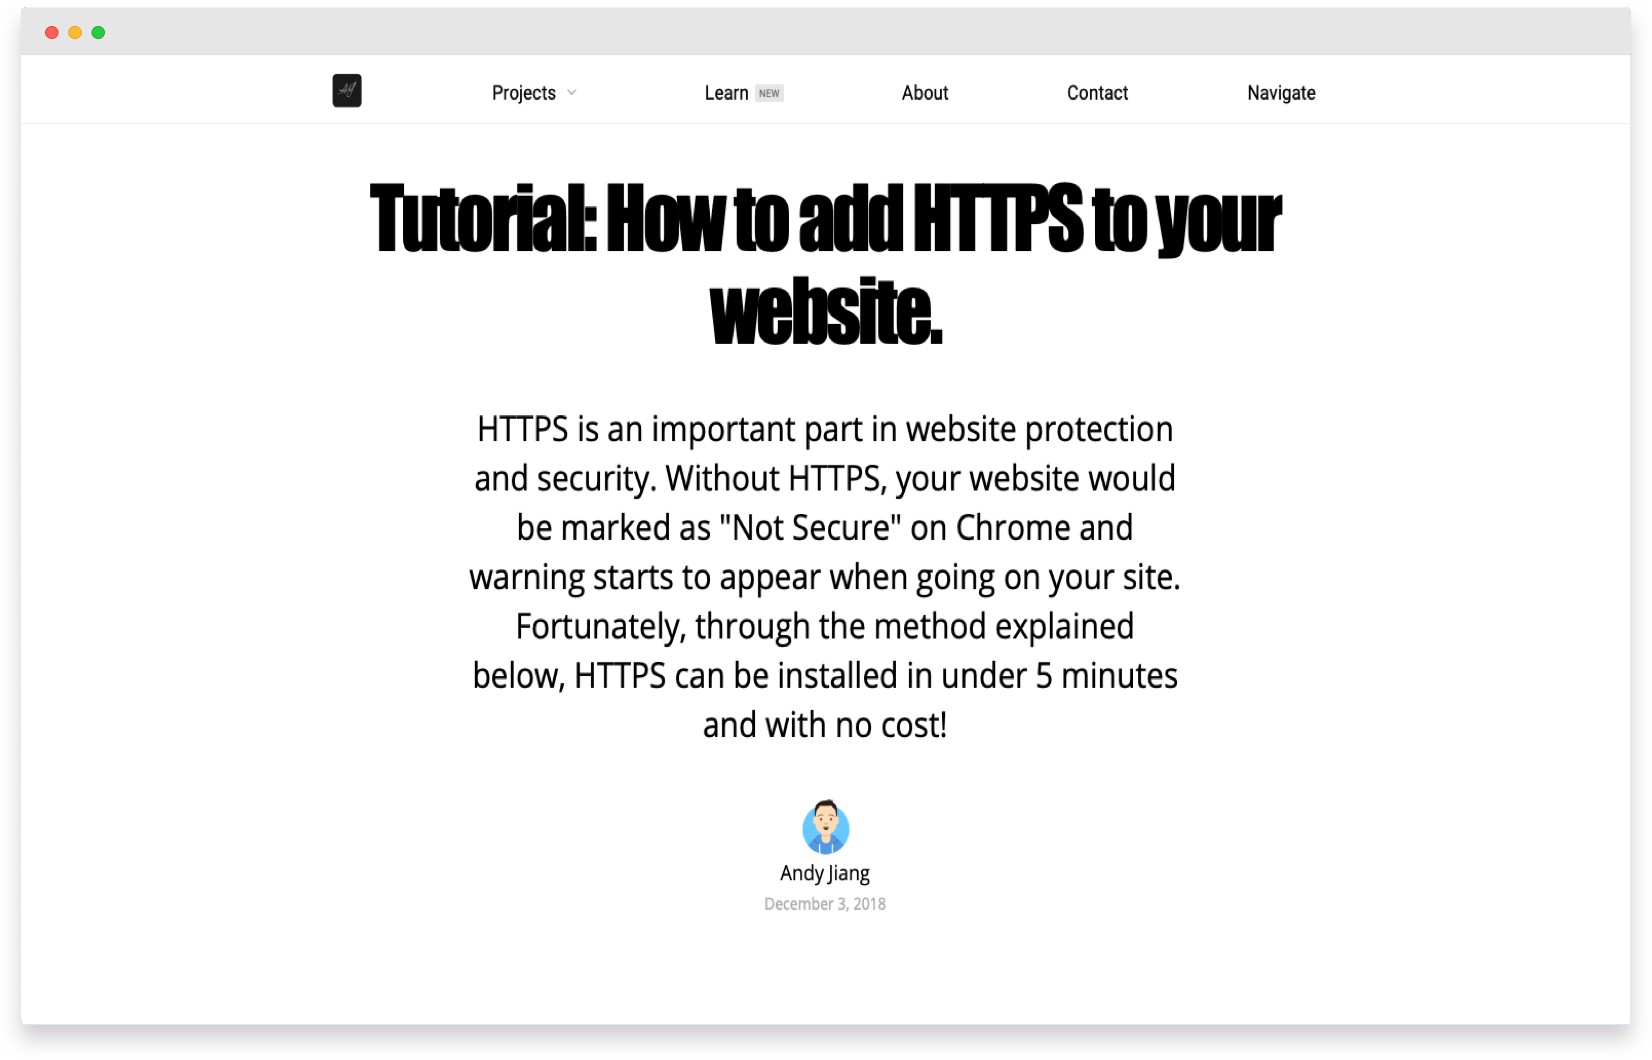 AJ
Projects
Learn NEW
About
Contact
Navigate
Tutorial: How to add HTTPS to your
website.
HTTPS is an important part in website protection
and security. Without HTTPS, your website would
be marked as "Not Secure" on Chrome and
warning starts to appear when going on your site.
Fortunately, through the method explained
below, HTTPS can be installed in under 5 minutes
and with no cost!
Andy Jiang
December 3, 2018